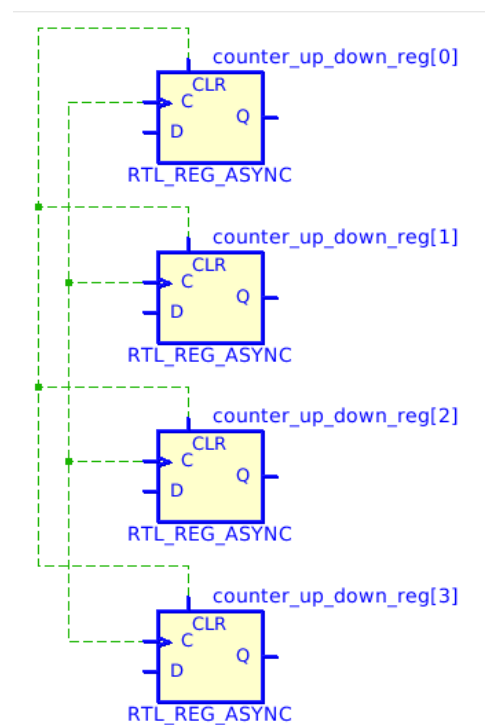 counter_up_down_reg[0]
CLR
C
Q
D
RTL_REG_ASYNC
counter_up_down_reg[1]
CLR
C
Q
D
RTL_REG_ASYNC
counter_up_down_reg[2]
CLR
C
Q
D
RTL_REG_ASYNC
counter_up_down_reg[3]
CLR
C
Q
D
RTL_REG_ASYNC